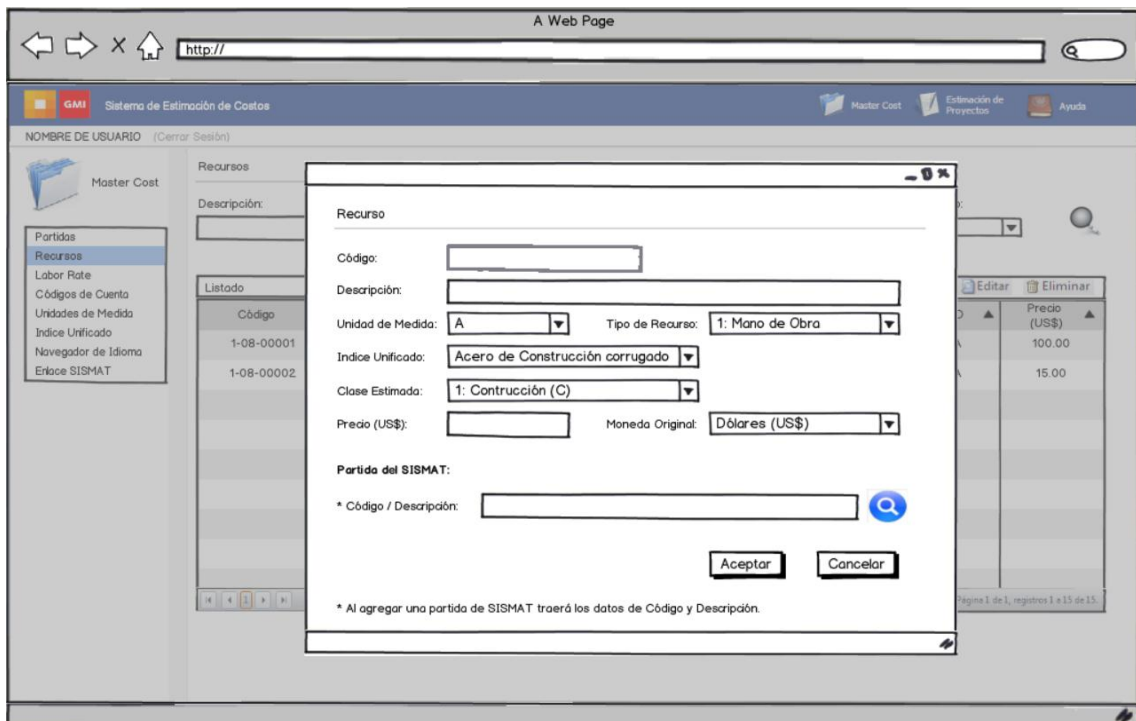 A Web Page
http://
GMI Sistema de Estimación de Costos
Master Cost
Estimación de Proyectos
Ayuda
NOMBRE DE USUARIO (Cerrar Sesión)
Master Cost
Partidas
Recursos
Labor Rate
Códigos de Cuenta
Unidades de Medida
Indice Unificado
Navegador de Idioma
Enlace SISMAT
Recursos
Descripción:
Listado
Editar Eliminar
Código
Precio (US$)
1-08-00001
100.00
1-08-00002
15.00
1
Página 1 de 1, registros 1 a 15 de 15.
Recurso
Código:
Descripción:
Unidad de Medida: A Tipo de Recurso: 1: Mano de Obra
Indice Unificado: Acero de Construcción corrugado
Clase Estimada: 1: Contrucción (C)
Precio (US$): Moneda Original: Dólares (US$)
Partida del SISMAT:
* Código / Descripción:
Aceptar Cancelar
* Al agregar una partida de SISMAT traerá los datos de Código y Descripción.